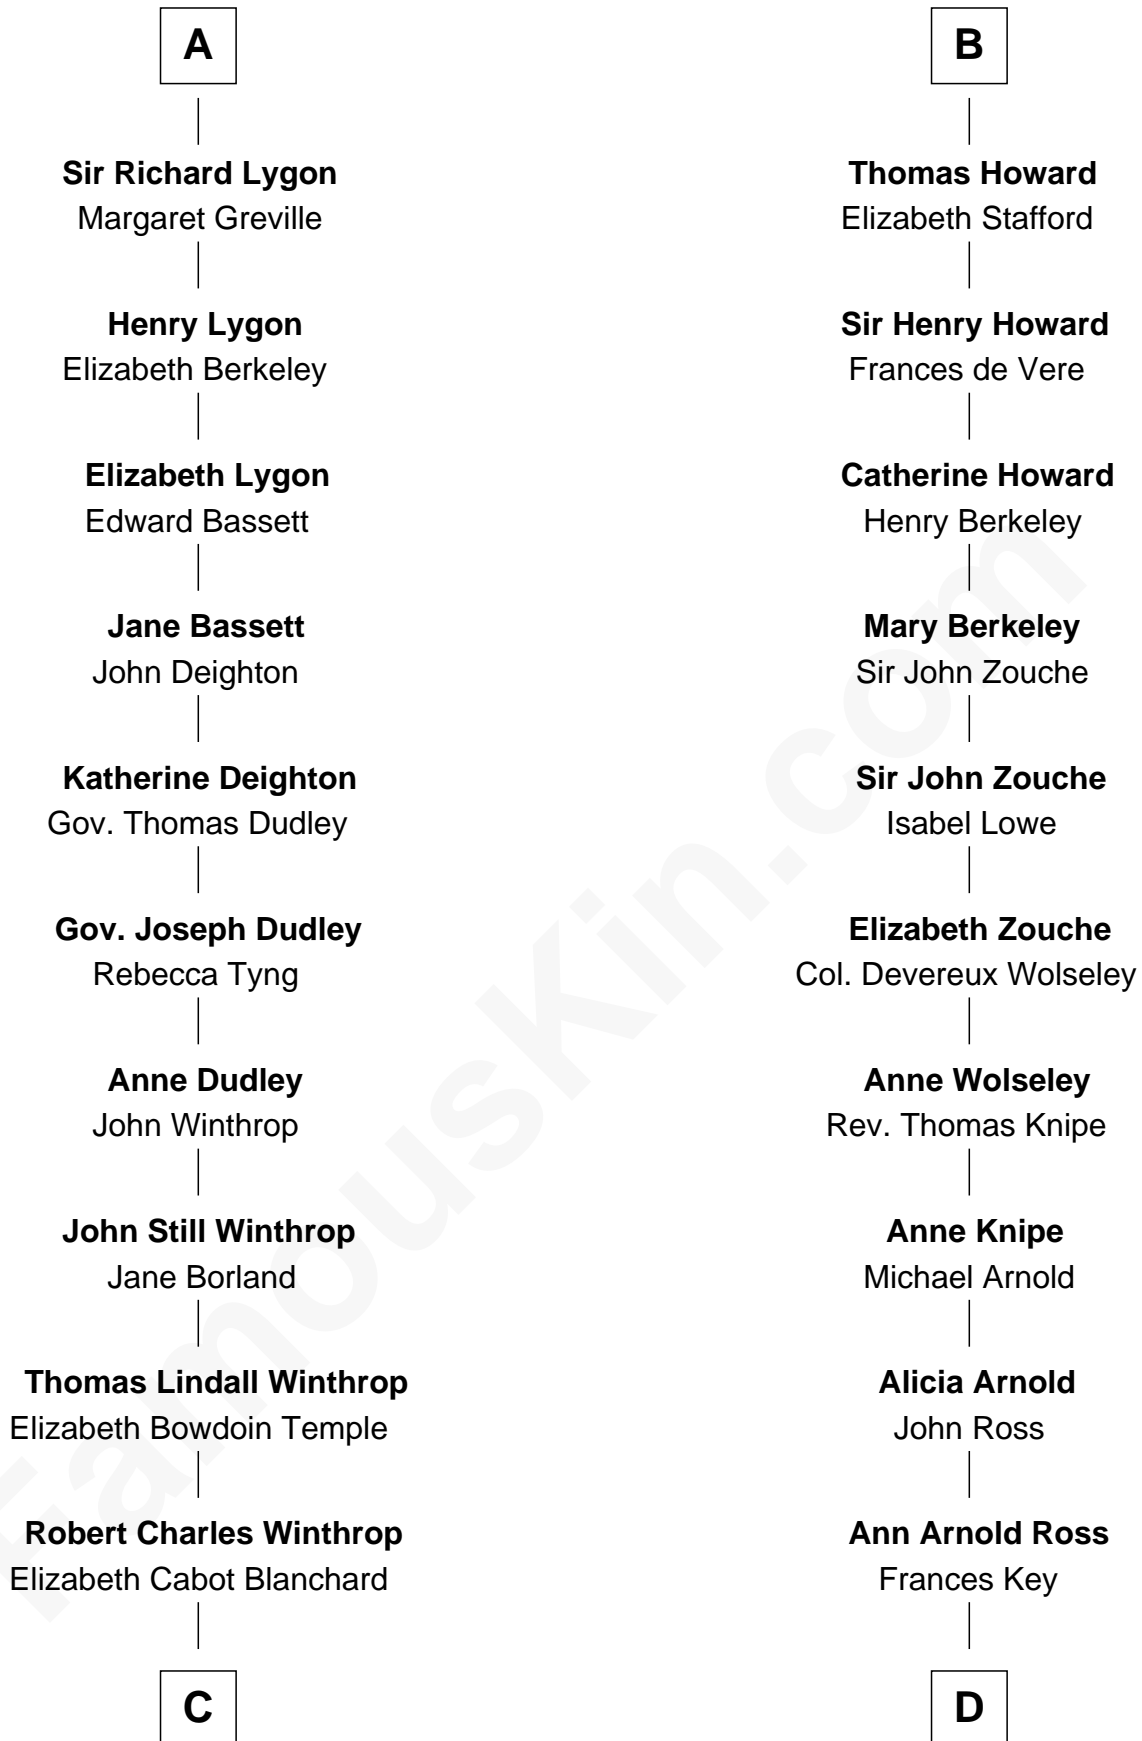 A
Sir Richard Lygon
Margaret Greville
Henry Lygon
Elizabeth Berkeley
Elizabeth Lygon
Edward Bassett
Jane Bassett
John Deighton
Katherine Deighton
Gov. Thomas Dudley
Gov. Joseph Dudley
Rebecca Tyng
Anne Dudley
John Winthrop
John Still Winthrop
Jane Borland
Thomas Lindall Winthrop
Elizabeth Bowdoin Temple
Robert Charles Winthrop
Elizabeth Cabot Blanchard
C
B
Thomas Howard
Elizabeth Stafford
Sir Henry Howard
Frances de Vere
Catherine Howard
Henry Berkeley
Mary Berkeley
Sir John Zouche
Sir John Zouche
Isabel Lowe
Elizabeth Zouche
Col. Devereux Wolseley
Anne Wolseley
Rev. Thomas Knipe
Anne Knipe
Michael Arnold
Alicia Arnold
John Ross
Ann Arnold Ross
Frances Key
D
FamousKin.com